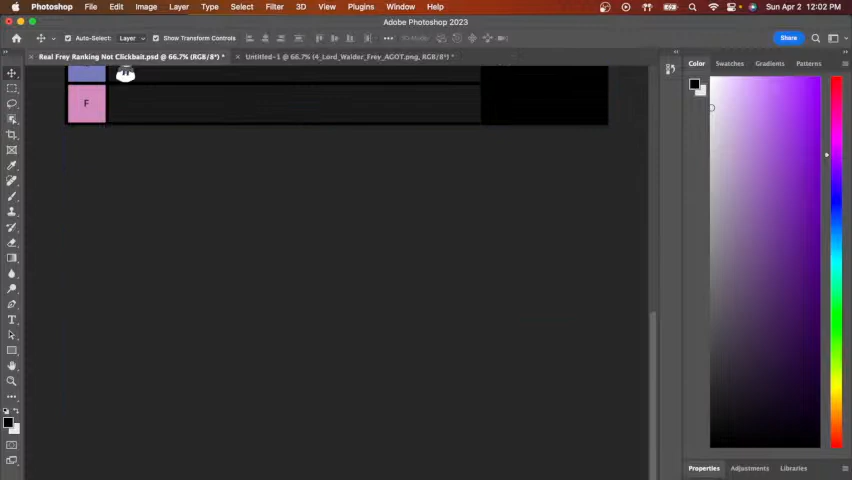 Photoshop File Edit Image Layer Type Select Filter 3D View Plugins Window Help Sun Apr 2 12:02 PM
Adobe Photoshop 2023
Auto-Select: Layer Show Transform Controls 3D Mode: Share
Real Frey Ranking Not Clickbait.psd @ 66.7% (RGB/8*) * Untitled-1 @ 66.7% (4_Lord_Walder_Frey_AGOT.png, RGB/8*) * Color Swatches Gradients Patterns
F
Properties Adjustments Libraries